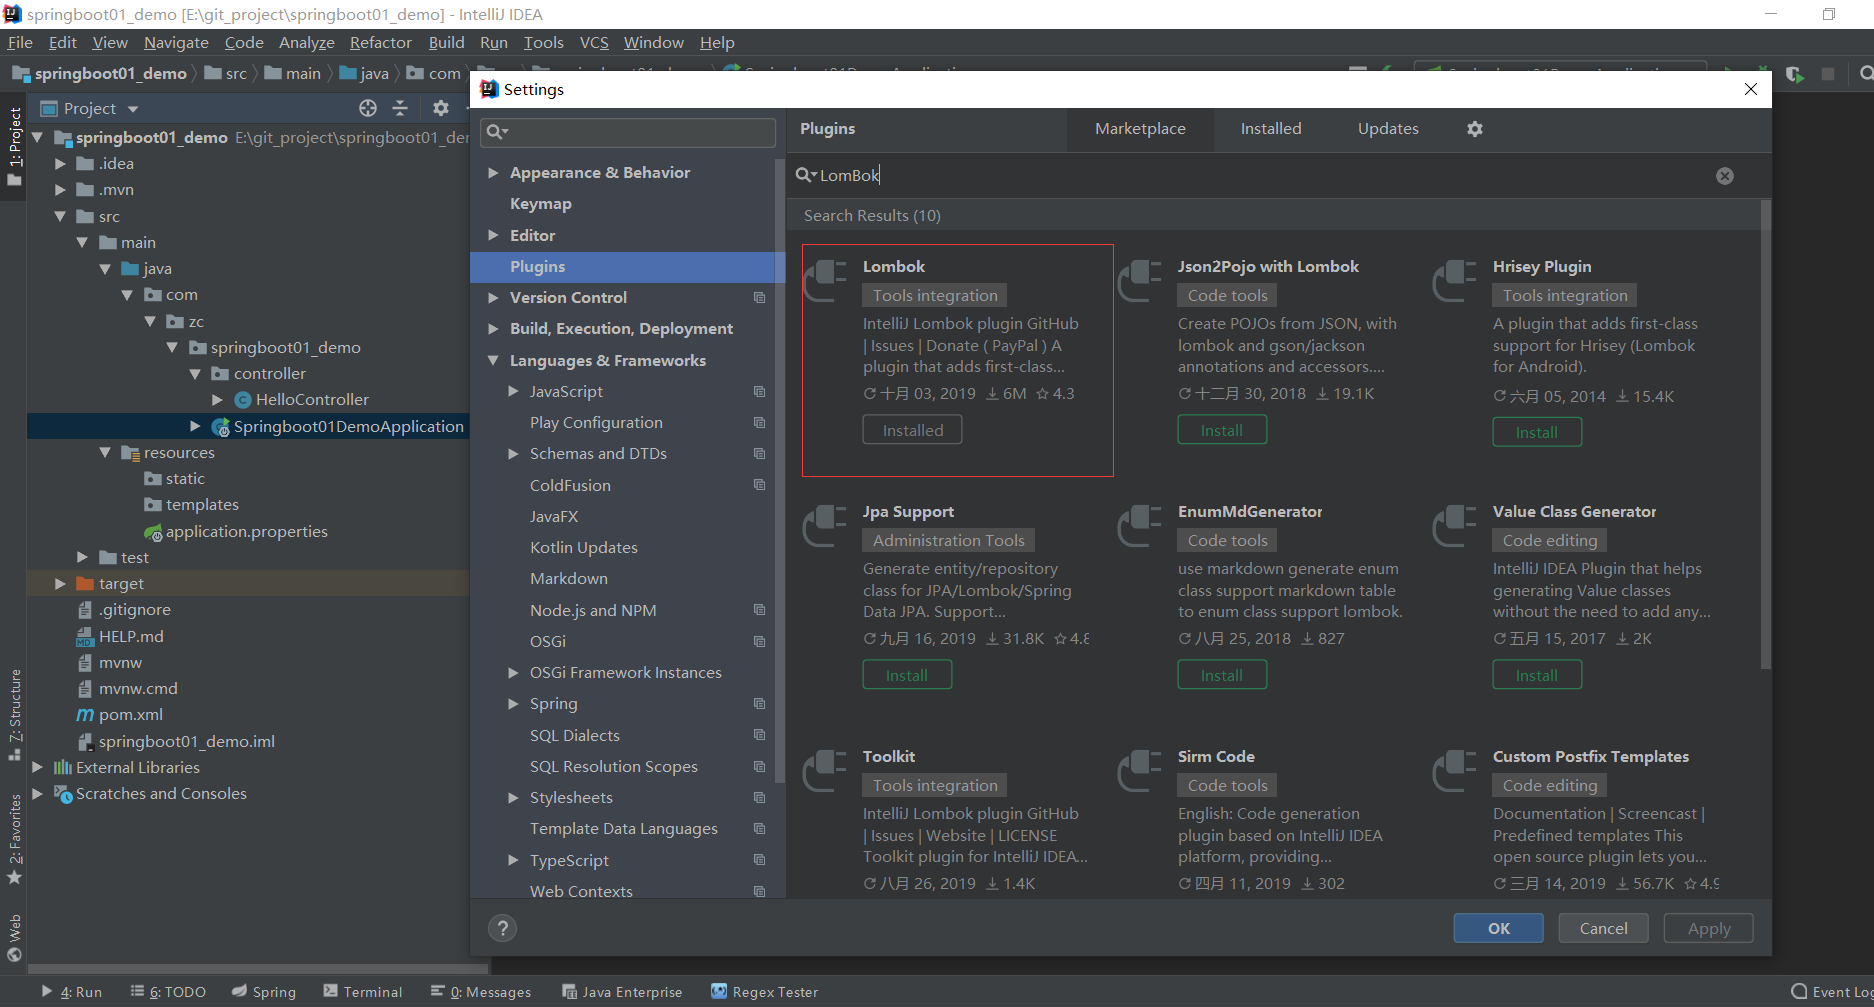 springboot01_demo [E:\git_project\springboot01_demo] - IntelliJ IDEA
File Edit View Navigate Code Analyze Refactor Build Run Tools VCS Window Help
springboot01_demo src main java com
Settings
1: Project
Project
springboot01_demo E:\git_project\springboot01_der
.idea
.mvn
src
main
java
com
zc
springboot01_demo
controller
HelloController
Springboot01DemoApplication
resources
static
templates
application.properties
test
target
.gitignore
HELP.md
mvnw
mvnw.cmd
pom.xml
springboot01_demo.iml
External Libraries
Scratches and Consoles
Z: Structure
2: Favorites
Web
Appearance & Behavior
Keymap
Editor
Plugins
Version Control
Build, Execution, Deployment
Languages & Frameworks
JavaScript
Play Configuration
Schemas and DTDs
ColdFusion
JavaFX
Kotlin Updates
Markdown
Node.js and NPM
OSGi
OSGi Framework Instances
Spring
SQL Dialects
SQL Resolution Scopes
Stylesheets
Template Data Languages
TypeScript
Web Contexts
Plugins Marketplace Installed Updates
LomBok
Search Results (10)
Lombok
Tools integration
IntelliJ Lombok plugin GitHub
| Issues | Donate ( PayPal ) A
plugin that adds first-class...
十月 03, 2019 6M 4.3
Installed
Json2Pojo with Lombok
Code tools
Create POJOs from JSON, with
lombok and gson/jackson
annotations and accessors....
十二月 30, 2018 19.1K
Install
Hrisey Plugin
Tools integration
A plugin that adds first-class
support for Hrisey (Lombok
for Android).
六月 05, 2014 15.4K
Install
Jpa Support
Administration Tools
Generate entity/repository
class for JPA/Lombok/Spring
Data JPA. Support...
九月 16, 2019 31.8K 4.8
Install
EnumMdGenerator
Code tools
use markdown generate enum
class support markdown table
to enum class support lombok.
八月 25, 2018 827
Install
Value Class Generator
Code editing
IntelliJ IDEA Plugin that helps
generating Value classes
without the need to add any...
五月 15, 2017 2K
Install
Toolkit
Tools integration
IntelliJ Lombok plugin GitHub
| Issues | Website | LICENSE
Toolkit plugin for IntelliJ IDEA...
八月 26, 2019 1.4K
Sirm Code
Code tools
English: Code generation
plugin based on IntelliJ IDEA
platform, providing...
四月 11, 2019 302
Custom Postfix Templates
Code editing
Documentation | Screencast |
Predefined templates This
open source plugin lets you...
三月 14, 2019 56.7K 4.9
? OK Cancel Apply
4: Run 6: TODO Spring Terminal 0: Messages Java Enterprise Regex Tester Event Log